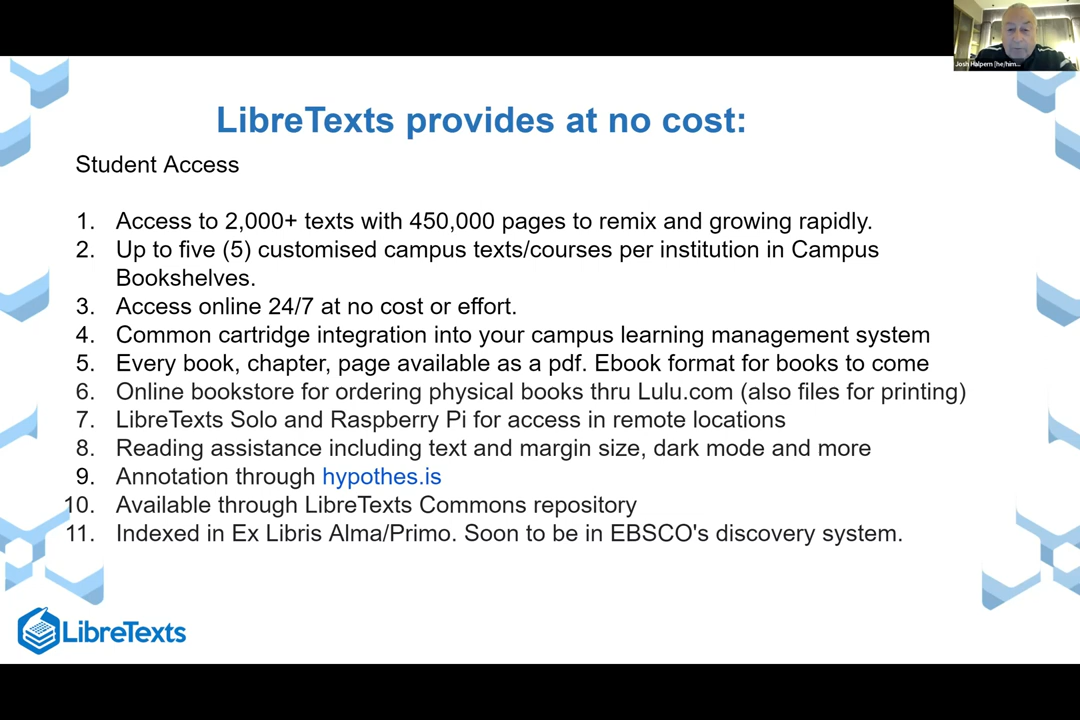 Josh Halpern [he/him...
LibreTexts provides at no cost:
Student Access
1. Access to 2,000+ texts with 450,000 pages to remix and growing rapidly.
2. Up to five (5) customised campus texts/courses per institution in Campus
Bookshelves.
3. Access online 24/7 at no cost or effort.
4. Common cartridge integration into your campus learning management system
5. Every book, chapter, page available as a pdf. Ebook format for books to come
6. Online bookstore for ordering physical books thru Lulu.com (also files for printing)
7. LibreTexts Solo and Raspberry Pi for access in remote locations
8. Reading assistance including text and margin size, dark mode and more
9. Annotation through hypothes.is
10. Available through LibreTexts Commons repository
11. Indexed in Ex Libris Alma/Primo. Soon to be in EBSCO's discovery system.
LibreTexts